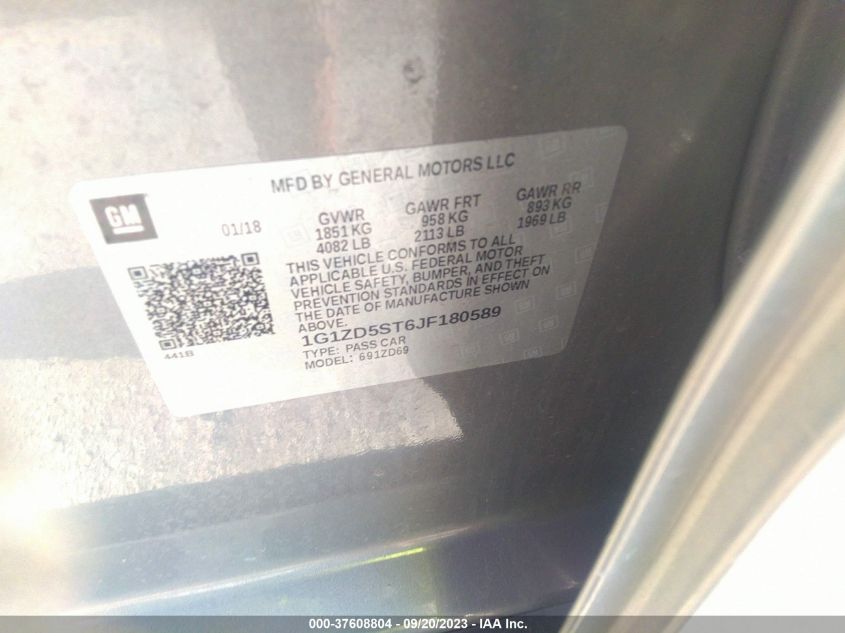 MFD BY GENERAL MOTORS LLC
GM
01/18
GVWR
1851 KG
4082 LB
GAWR FRT
958 KG
2113 LB
GAWR RR
893 KG
1969 LB
THIS VEHICLE CONFORMS TO ALL
APPLICABLE U.S. FEDERAL MOTOR
VEHICLE SAFETY, BUMPER, AND THEFT
PREVENTION STANDARDS IN EFFECT ON
THE DATE OF MANUFACTURE SHOWN
ABOVE.
1G1ZD5ST6JF180589
TYPE: PASS CAR
MODEL: 691ZD69
441B
000-37608804 - 09/20/2023 - IAA Inc.